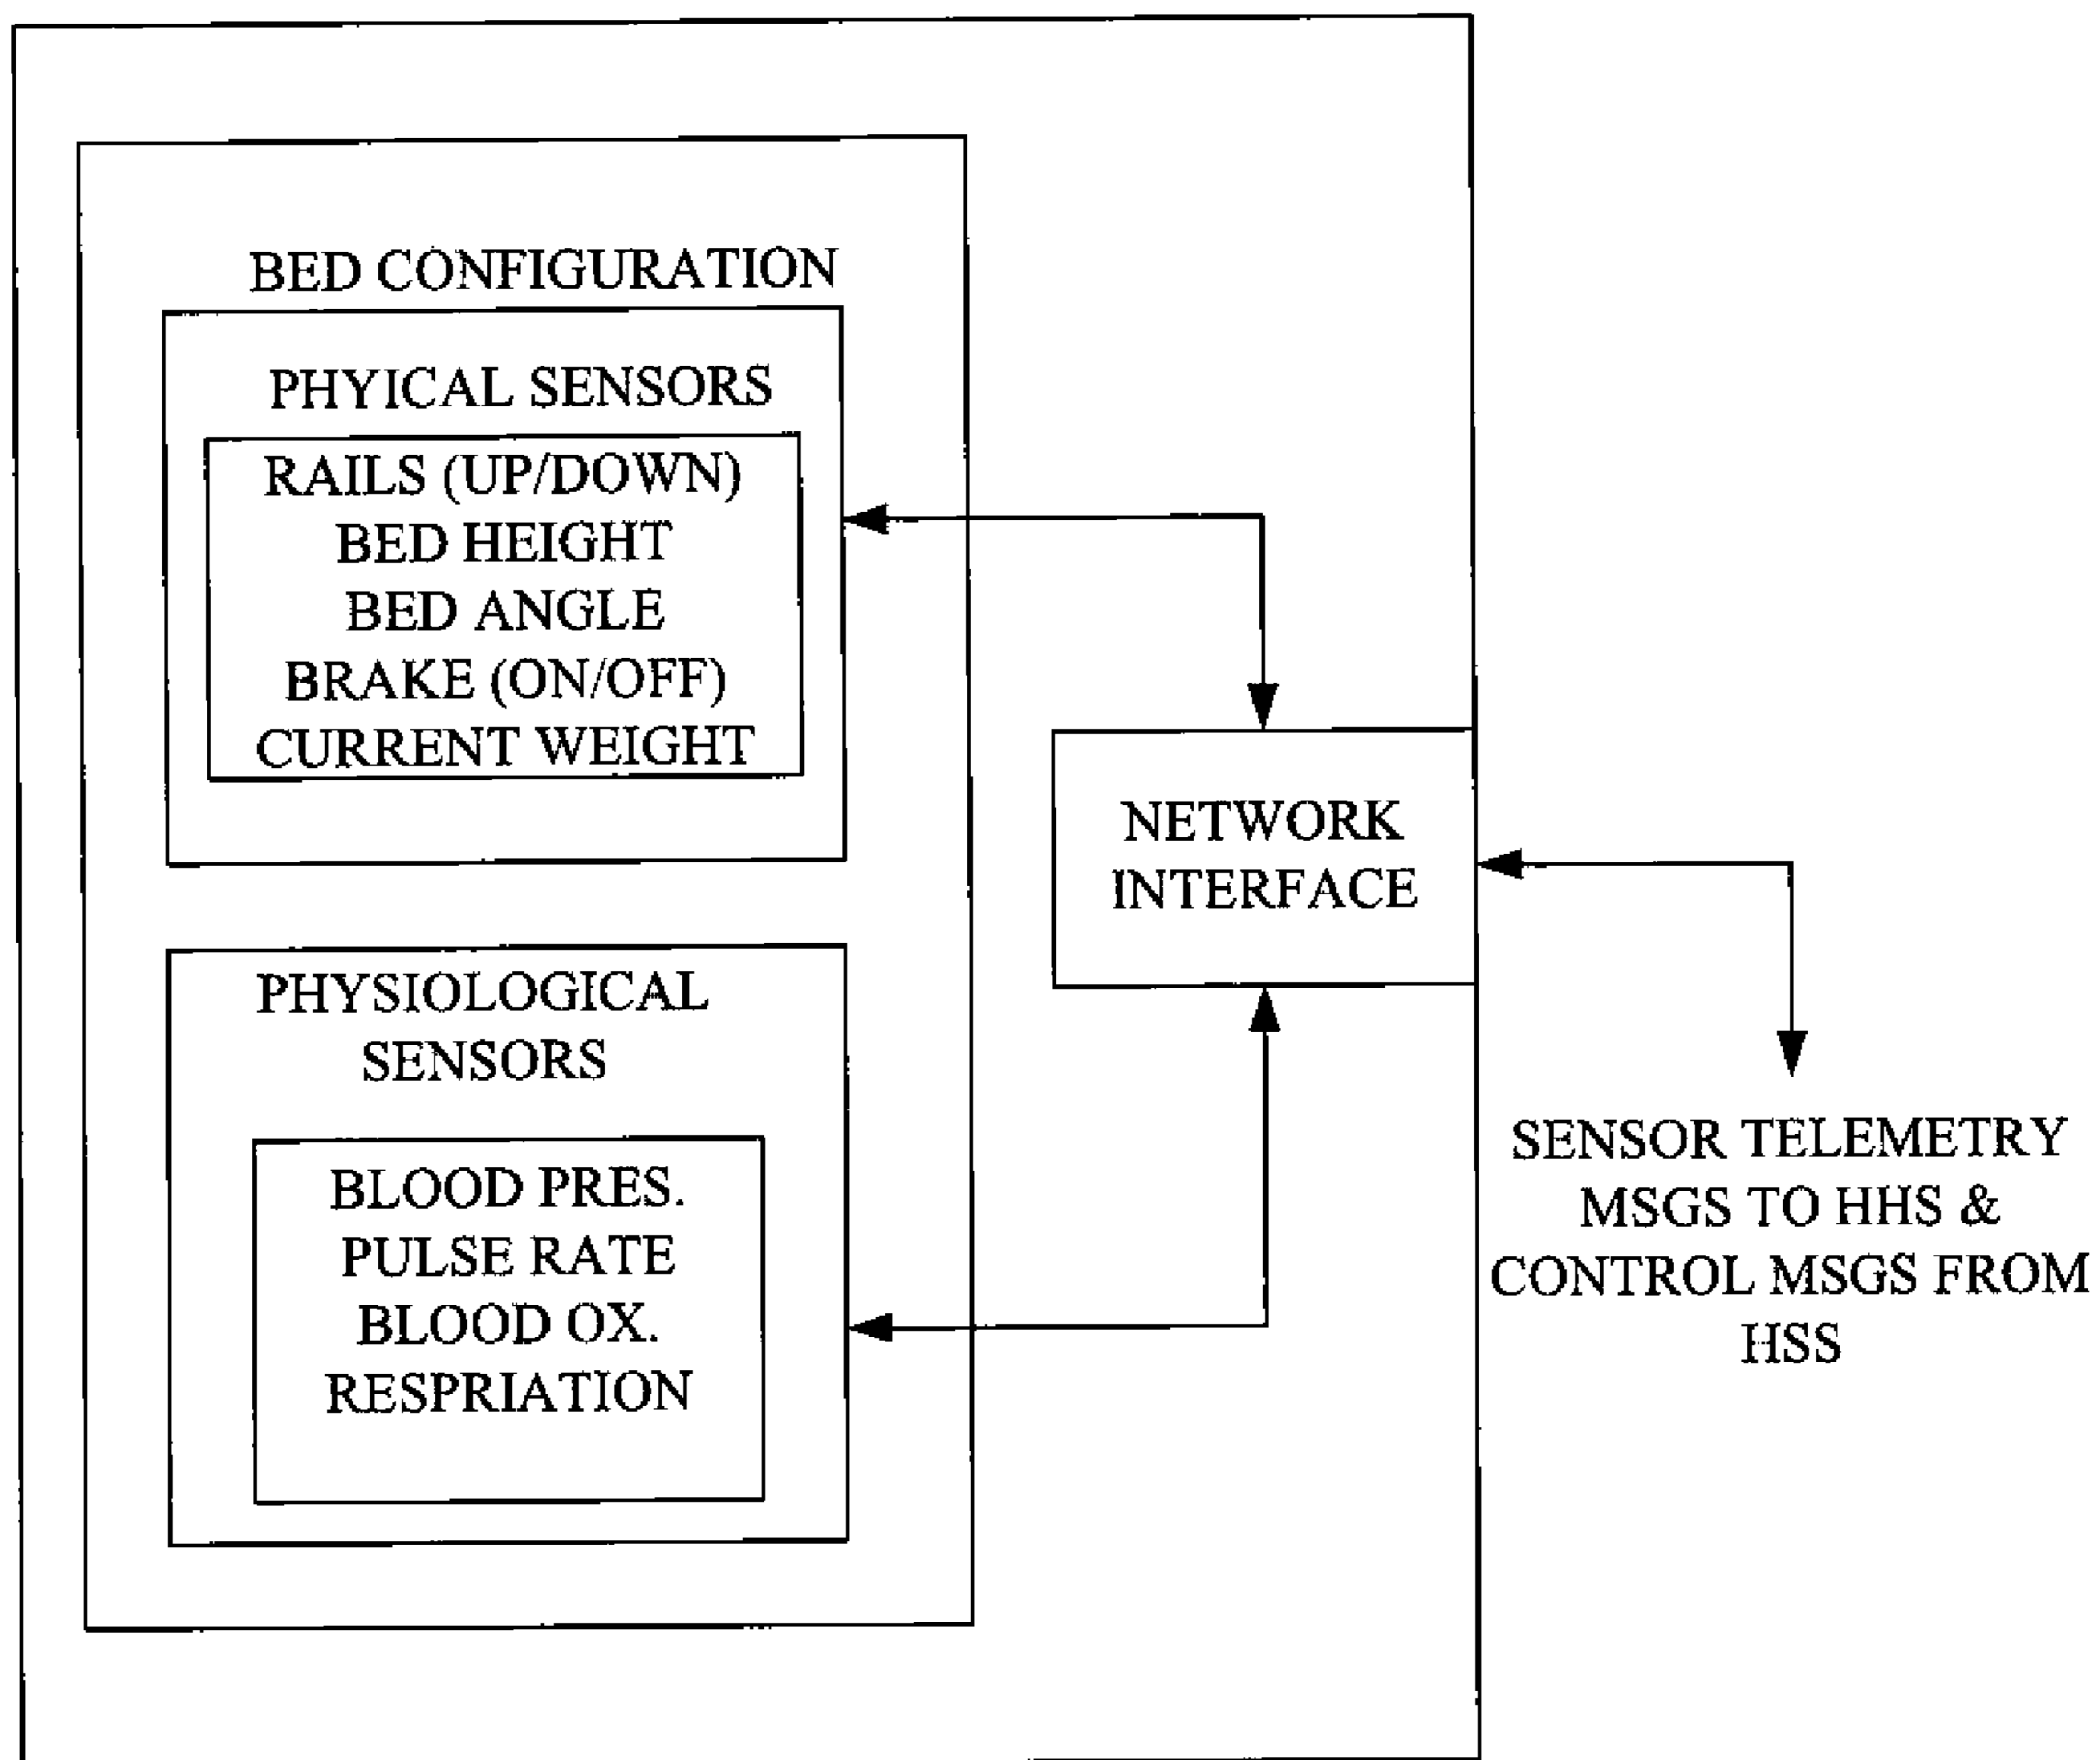 BED CONFIGURATION
PHYICAL SENSORS
RAILS (UP/DOWN)
BED HEIGHT
BED ANGLE
BRAKE (ON/OFF)
CURRENT WEIGHT
NETWORK
INTERFACE
PHYSIOLOGICAL
SENSORS
BLOOD PRES.
PULSE RATE
BLOOD OX.
RESPRIATION
SENSOR TELEMETRY
MSGS TO HHS &
CONTROL MSGS FROM
HSS